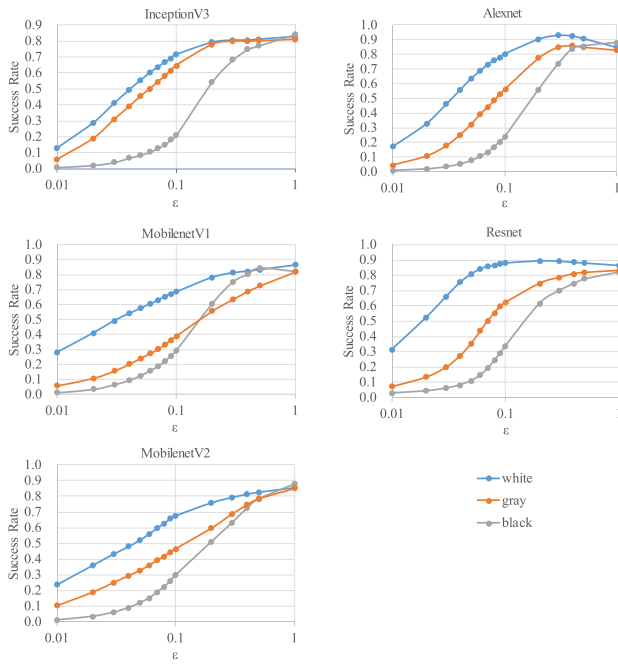 InceptionV3
Success Rate
0.9
0.8
0.7
0.6
0.5
0.4
0.3
0.2
0.1
0.0
0.01 0.1 1
ε
Alexnet
Success Rate
1.0
0.9
0.8
0.7
0.6
0.5
0.4
0.3
0.2
0.1
0.0
0.01 0.1 1
ε
MobilenetV1
Success Rate
1.0
0.9
0.8
0.7
0.6
0.5
0.4
0.3
0.2
0.1
0.0
0.01 0.1 1
ε
Resnet
Success Rate
1.0
0.9
0.8
0.7
0.6
0.5
0.4
0.3
0.2
0.1
0.0
0.01 0.1 1
ε
MobilenetV2
Success Rate
1.0
0.9
0.8
0.7
0.6
0.5
0.4
0.3
0.2
0.1
0.0
0.01 0.1 1
ε
white
gray
black